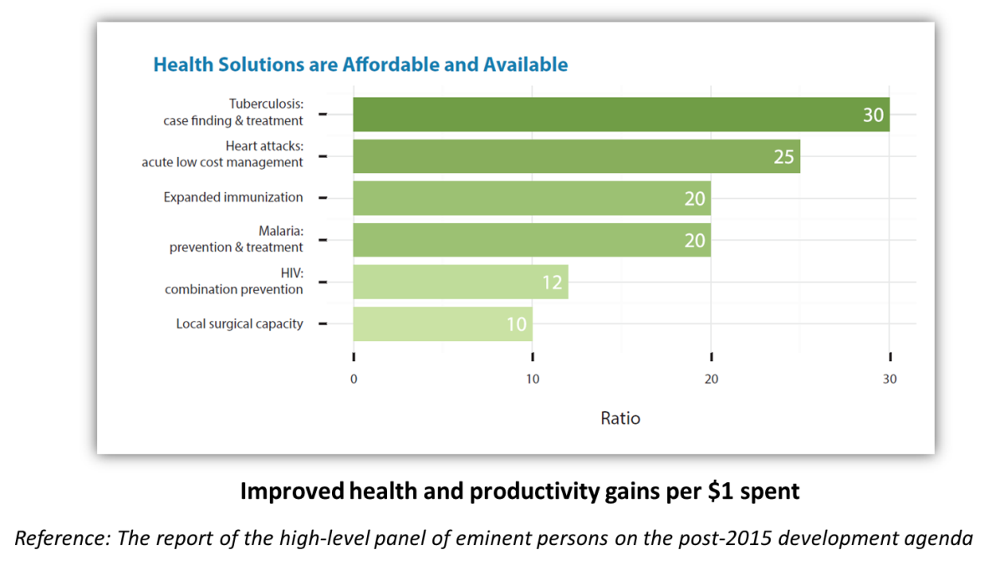 Health Solutions are Affordable and Available
Tuberculosis:
case finding & treatment
30
Heart attacks:
acute low cost management
25
Expanded immunization
20
Malaria:
prevention & treatment
20
HIV:
combination prevention
12
Local surgical capacity
10
0 10 20 30
Ratio
Improved health and productivity gains per $1 spent
Reference: The report of the high-level panel of eminent persons on the post-2015 development agenda